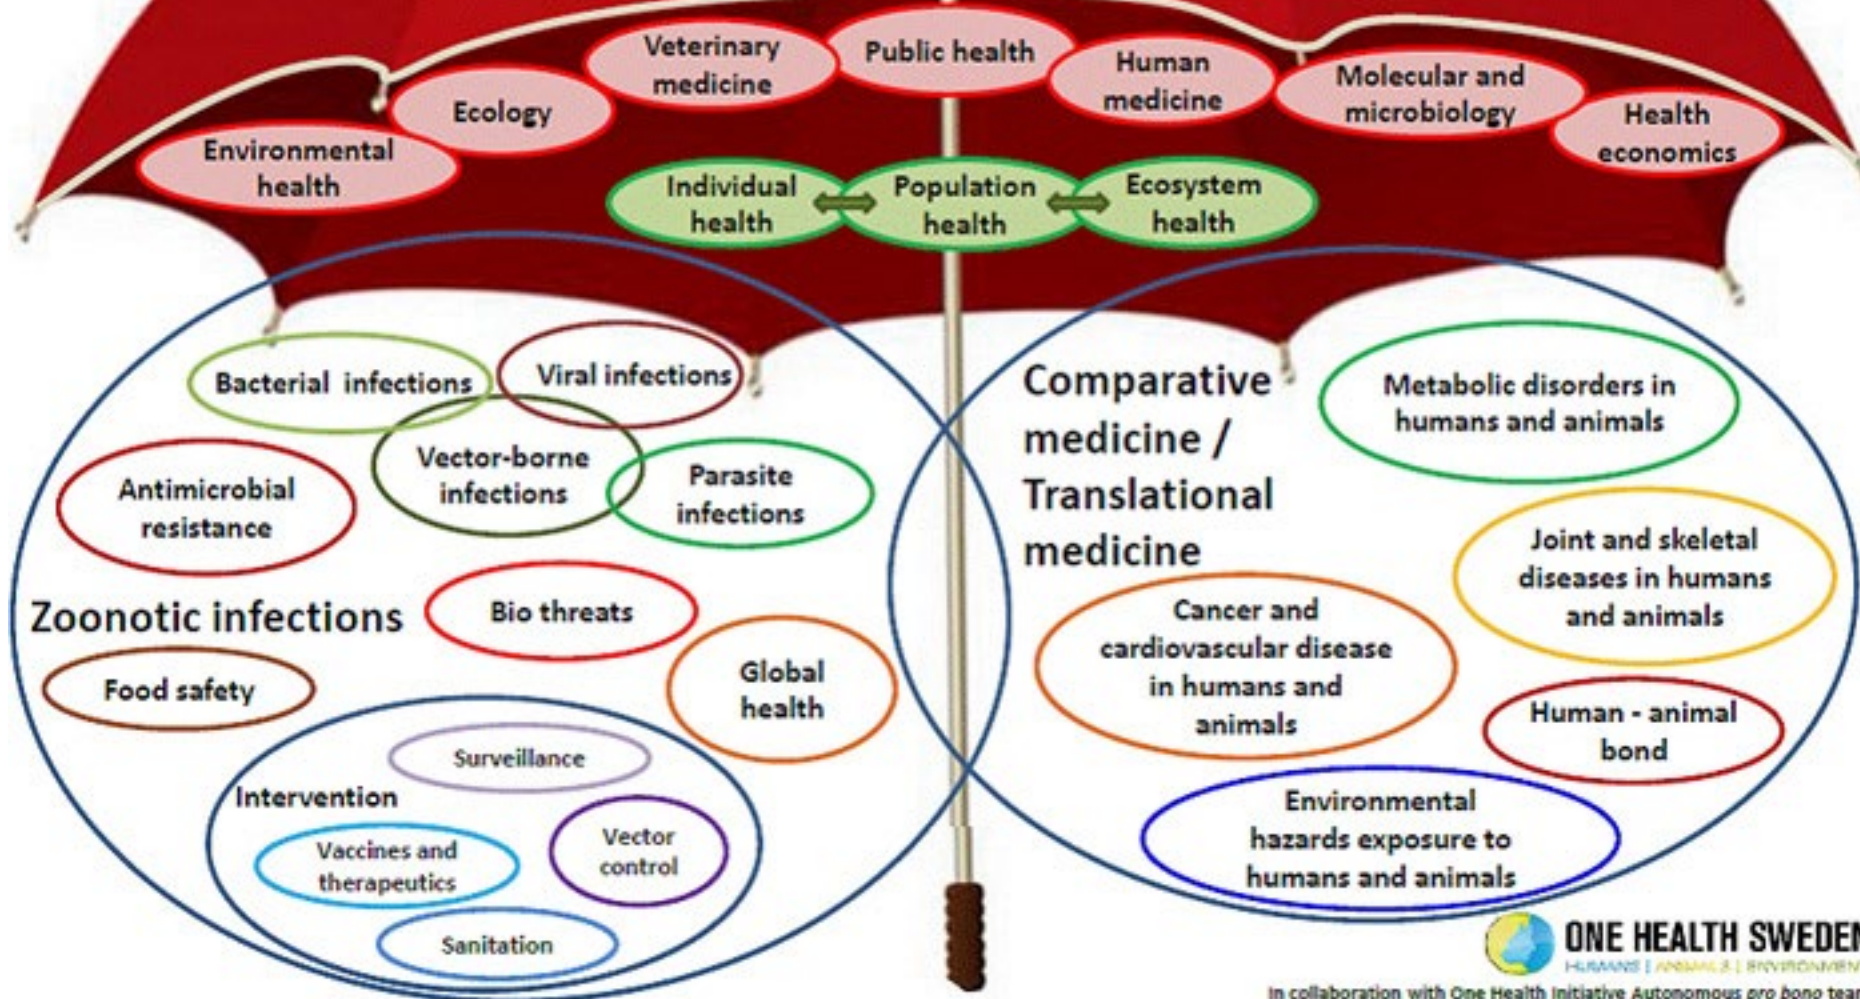 Public health
Veterinary
medicine
Human
medicine
Molecular and
microbiology
Ecology
Health
economics
Environmental
health
Individual
health
Population
health
Ecosystem
health
Bacterial infections
Viral infections
Vector-borne
infections
Parasite
infections
Antimicrobial
resistance
Bio threats
Zoonotic infections
Food safety
Global
health
Surveillance
Intervention
Vaccines and
therapeutics
Vector
control
Sanitation
Comparative
medicine /
Translational
medicine
Metabolic disorders in
humans and animals
Joint and skeletal
diseases in humans
and animals
Cancer and
cardiovascular disease
in humans and
animals
Human - animal
bond
Environmental
hazards exposure to
humans and animals
ONE HEALTH SWEDEN
HUMANS | ANIMALS | ENVIRONMEN
In collaboration with One Health Initiative Autonomous pro bono tea